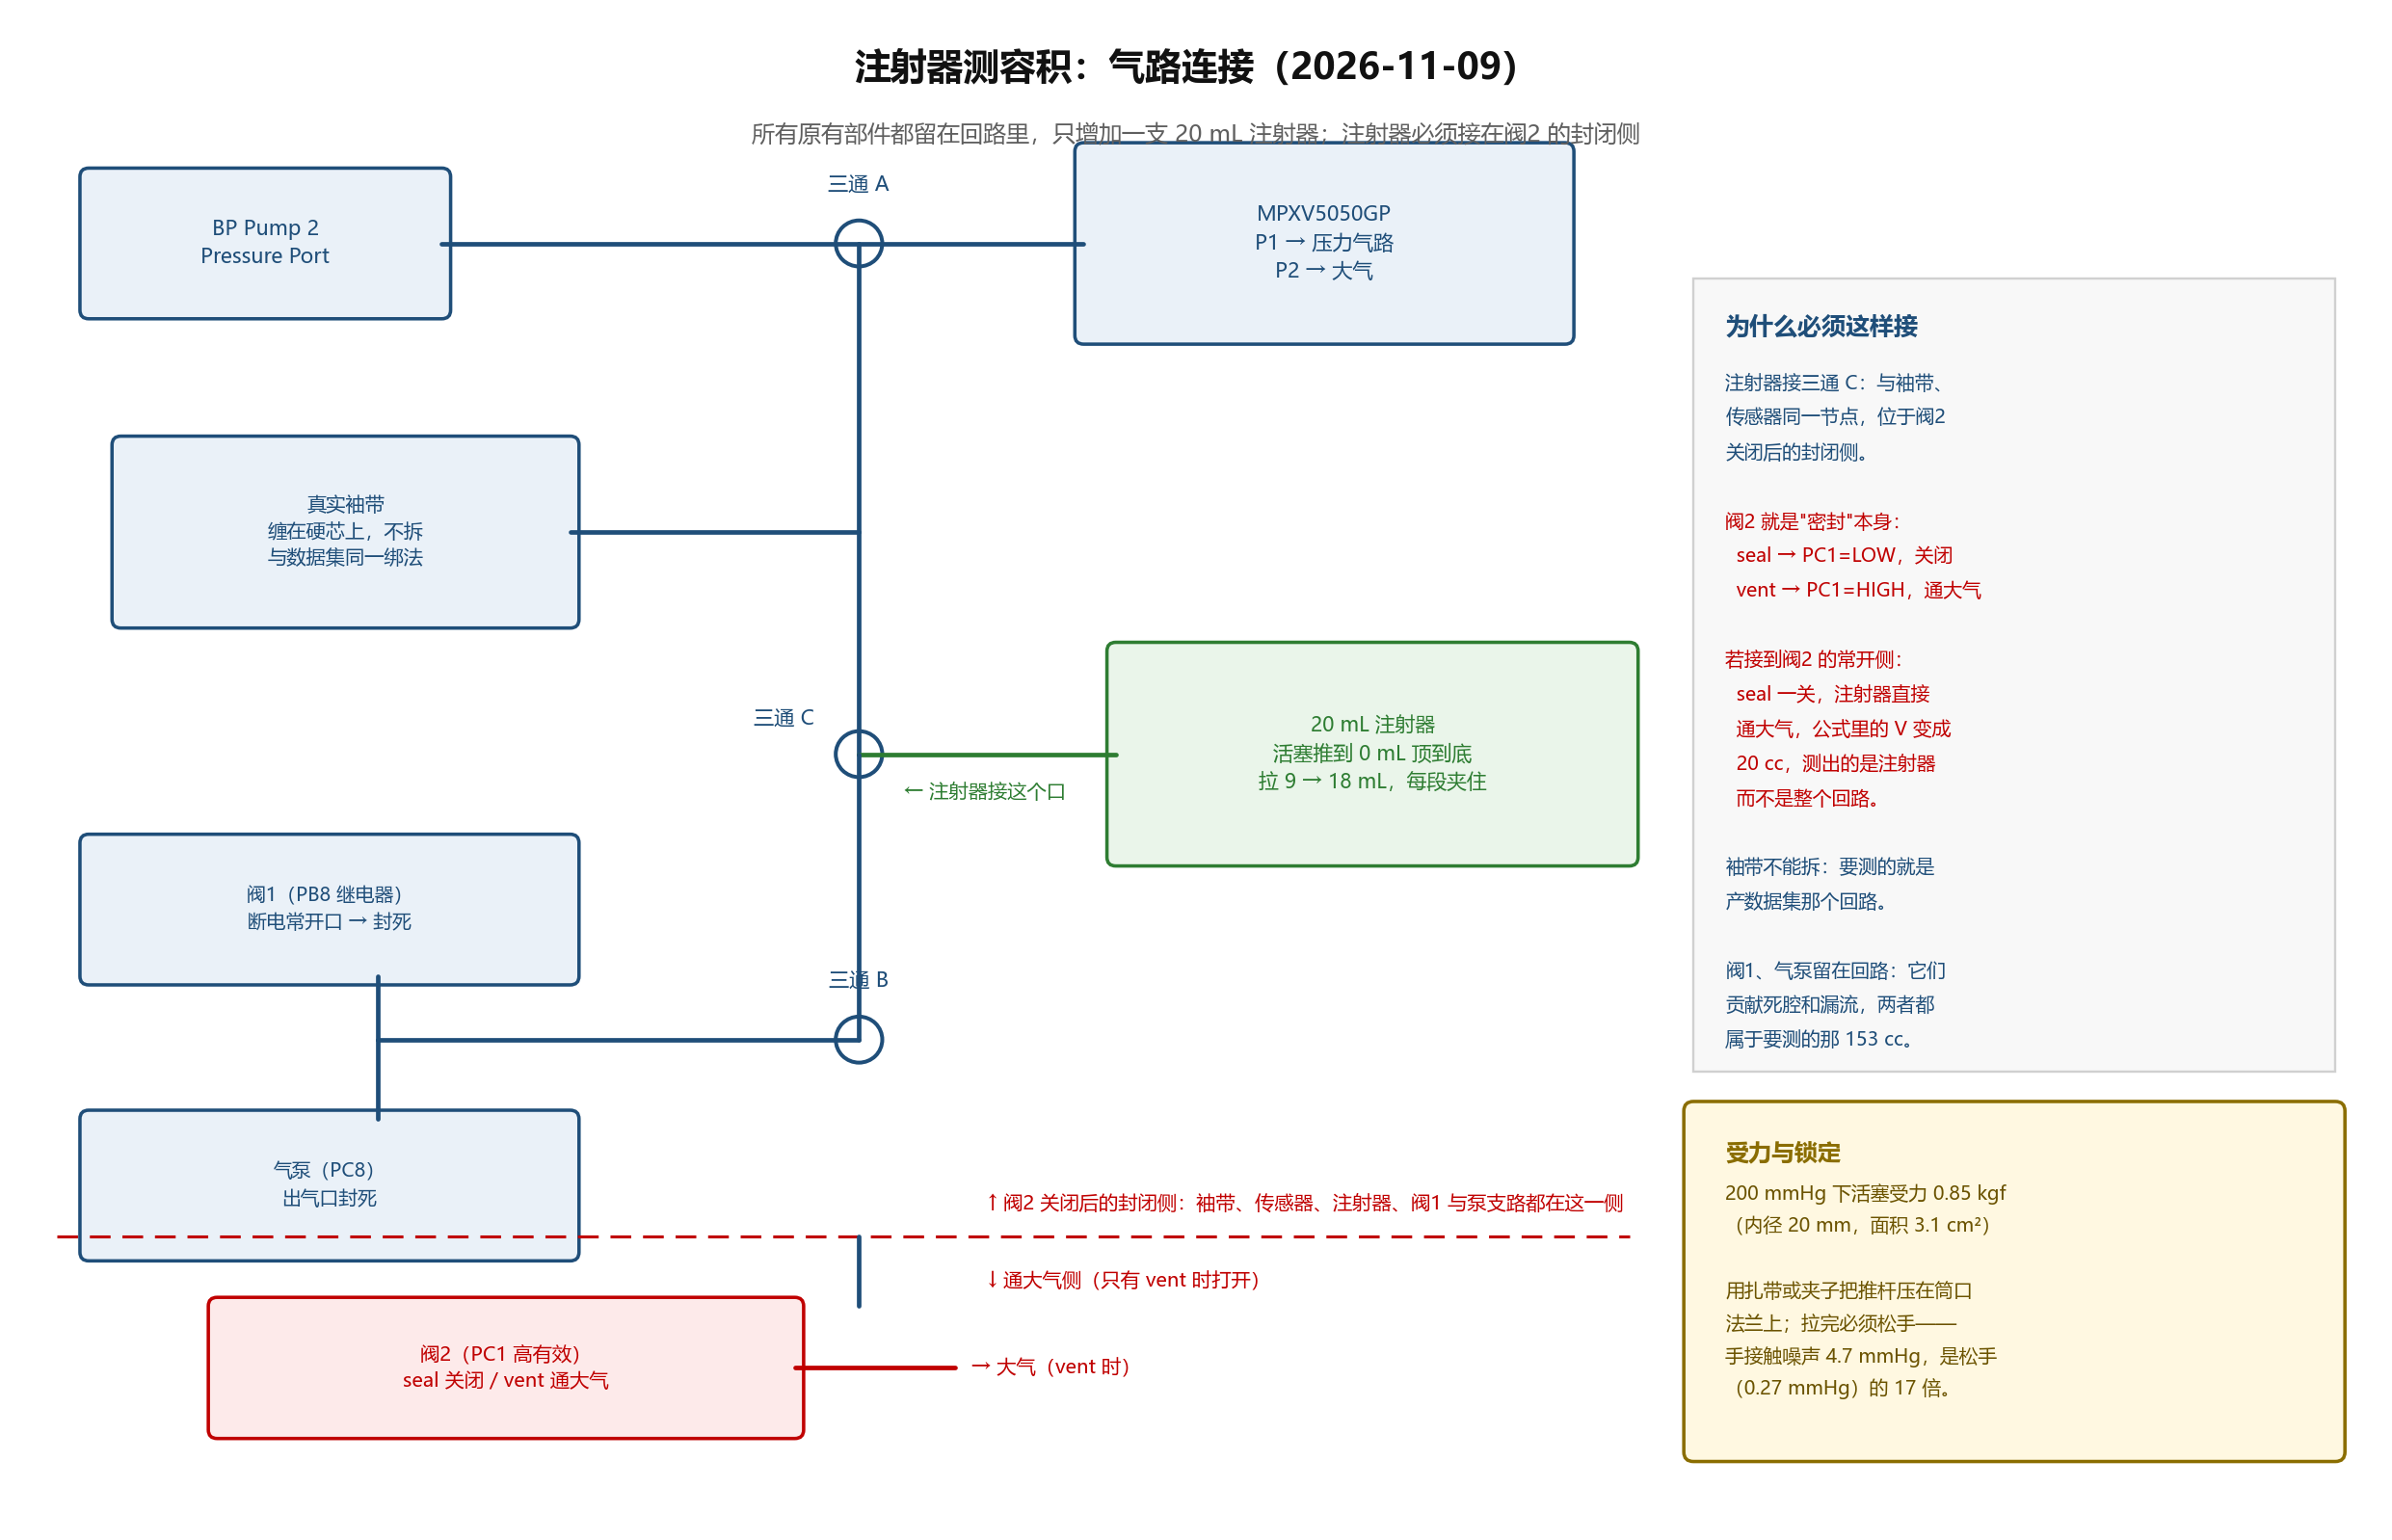 注射器测容积：气路连接（2026-11-09）
所有原有部件都留在回路里，只增加一支 20 mL 注射器；注射器必须接在阀2 的封闭侧
BP Pump 2
Pressure Port
三通 A
MPXV5050GP
P1 → 压力气路
P2 → 大气
真实袖带
缠在硬芯上，不拆
与数据集同一绑法
三通 C
← 注射器接这个口
20 mL 注射器
活塞推到 0 mL 顶到底
拉 9 → 18 mL，每段夹住
阀1（PB8 继电器）
断电常开口 → 封死
三通 B
气泵（PC8）
出气口封死
↑ 阀2 关闭后的封闭侧：袖带、传感器、注射器、阀1 与泵支路都在这一侧
↓ 通大气侧（只有 vent 时打开）
阀2（PC1 高有效）
seal 关闭 / vent 通大气
→ 大气（vent 时）
为什么必须这样接
注射器接三通 C：与袖带、
传感器同一节点，位于阀2
关闭后的封闭侧。
阀2 就是"密封"本身：
seal → PC1=LOW，关闭
vent → PC1=HIGH，通大气
若接到阀2 的常开侧：
seal 一关，注射器直接
通大气，公式里的 V 变成
20 cc，测出的是注射器
而不是整个回路。
袖带不能拆：要测的就是
产数据集那个回路。
阀1、气泵留在回路：它们
贡献死腔和漏流，两者都
属于要测的那 153 cc。
受力与锁定
200 mmHg 下活塞受力 0.85 kgf
（内径 20 mm，面积 3.1 cm²）
用扎带或夹子把推杆压在筒口
法兰上；拉完必须松手——
手接触噪声 4.7 mmHg，是松手
（0.27 mmHg）的 17 倍。